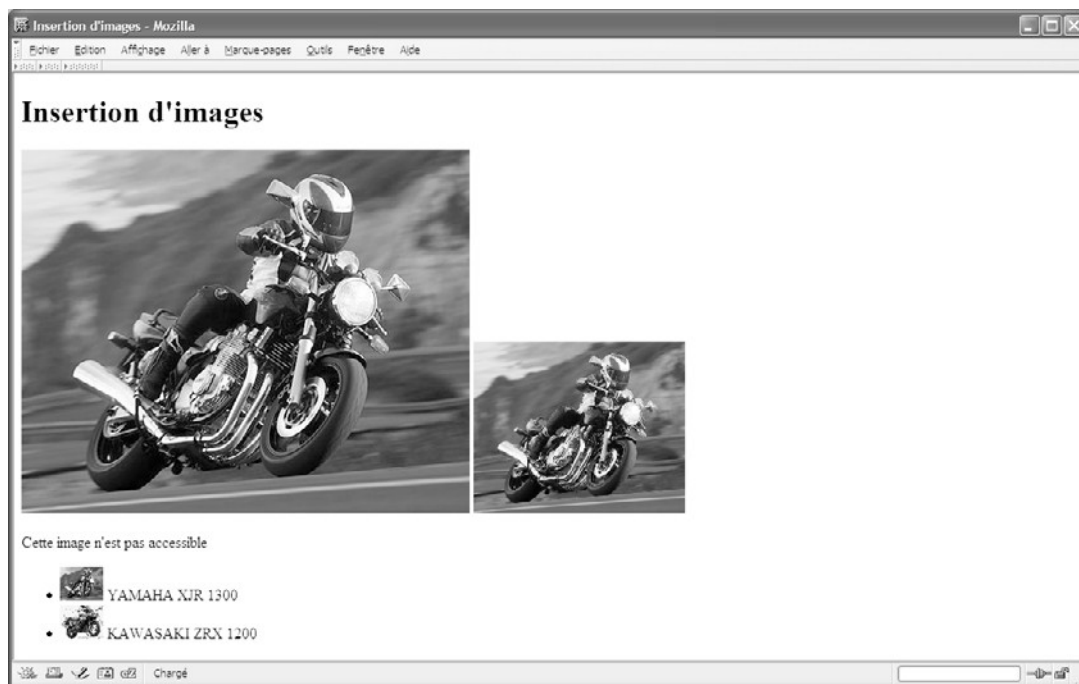 Insertion d'images - Mozilla
Fichier Edition Affichage Aller à Marque-pages Outils Fenêtre Aide
Insertion d'images
Cette image n'est pas accessible
YAMAHA XJR 1300
KAWASAKI ZRX 1200
Chargé